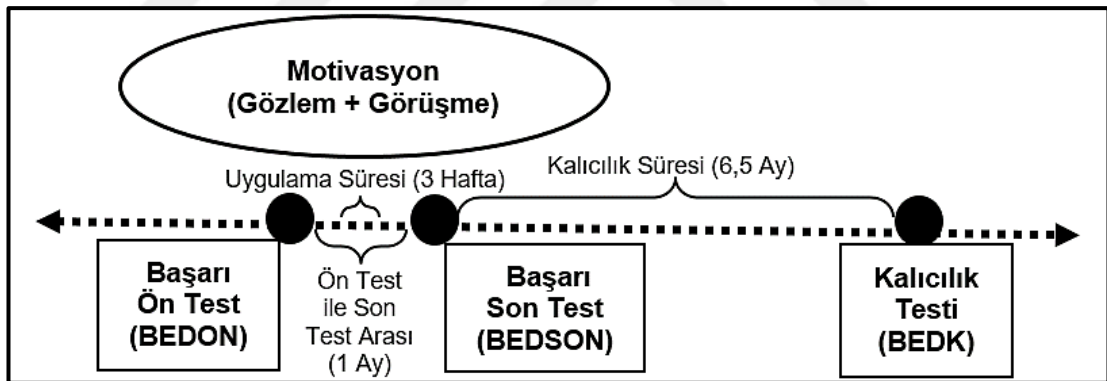 Motivasyon
(Gözlem + Görüşme)
Uygulama Süresi (3 Hafta)
Kalıcılık Süresi (6,5 Ay)
Başarı
Ön Test
(BEDON)
Ön Test
ile Son
Test Arası
(1 Ay)
Başarı
Son Test
(BEDSON)
Kalıcılık
Testi
(BEDK)